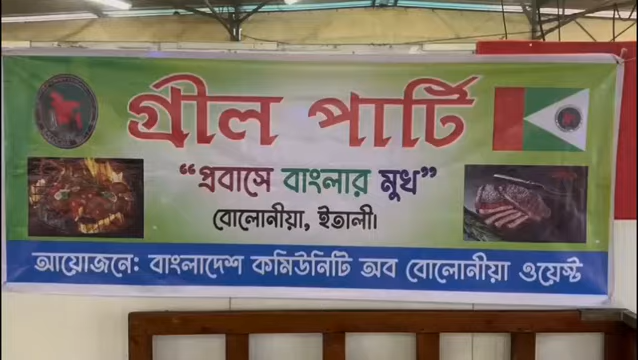 গ্রীল পার্টি
“প্রবাসে বাংলার মুখ”
বোলোনীয়া, ইতালী।
আয়োজনে: বাংলাদেশ কমিউনিটি অব বোলোনীয়া ওয়েস্ট